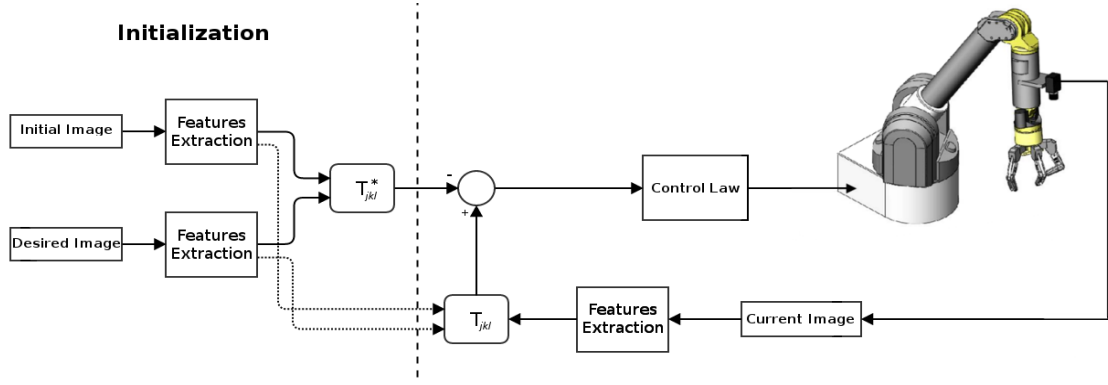 Initialization
Initial Image
Features
Extraction
T*jkl
-
+
Control Law
Desired Image
Features
Extraction
Tjkl
Features
Extraction
Current Image